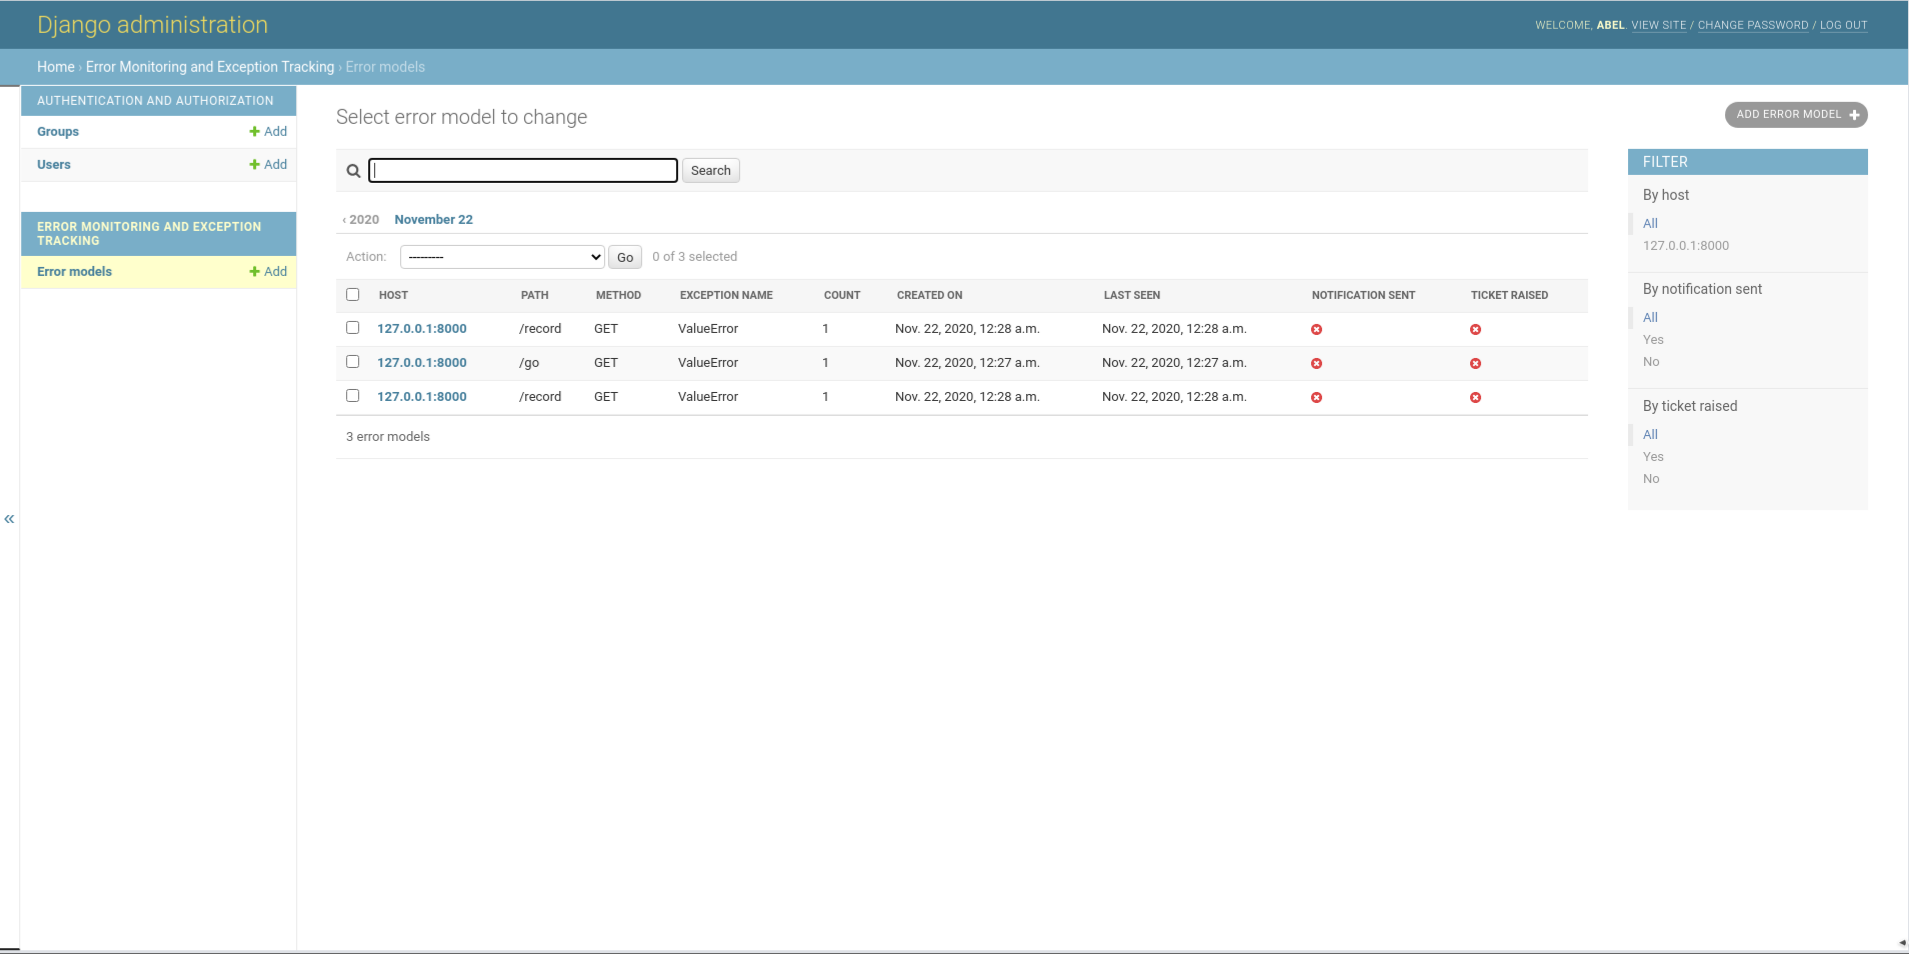 Django administration
WELCOME, ABEL. VIEW SITE / CHANGE PASSWORD / LOG OUT
Home › Error Monitoring and Exception Tracking › Error models
AUTHENTICATION AND AUTHORIZATION
Groups + Add
Users + Add
ERROR MONITORING AND EXCEPTION
TRACKING
Error models + Add
«
Select error model to change
ADD ERROR MODEL +
Search
‹ 2020 November 22
Action: --------- Go 0 of 3 selected
HOST PATH METHOD EXCEPTION NAME COUNT CREATED ON LAST SEEN NOTIFICATION SENT TICKET RAISED
127.0.0.1:8000 /record GET ValueError 1 Nov. 22, 2020, 12:28 a.m. Nov. 22, 2020, 12:28 a.m.
127.0.0.1:8000 /go GET ValueError 1 Nov. 22, 2020, 12:27 a.m. Nov. 22, 2020, 12:27 a.m.
127.0.0.1:8000 /record GET ValueError 1 Nov. 22, 2020, 12:28 a.m. Nov. 22, 2020, 12:28 a.m.
3 error models
FILTER
By host
All
127.0.0.1:8000
By notification sent
All
Yes
No
By ticket raised
All
Yes
No